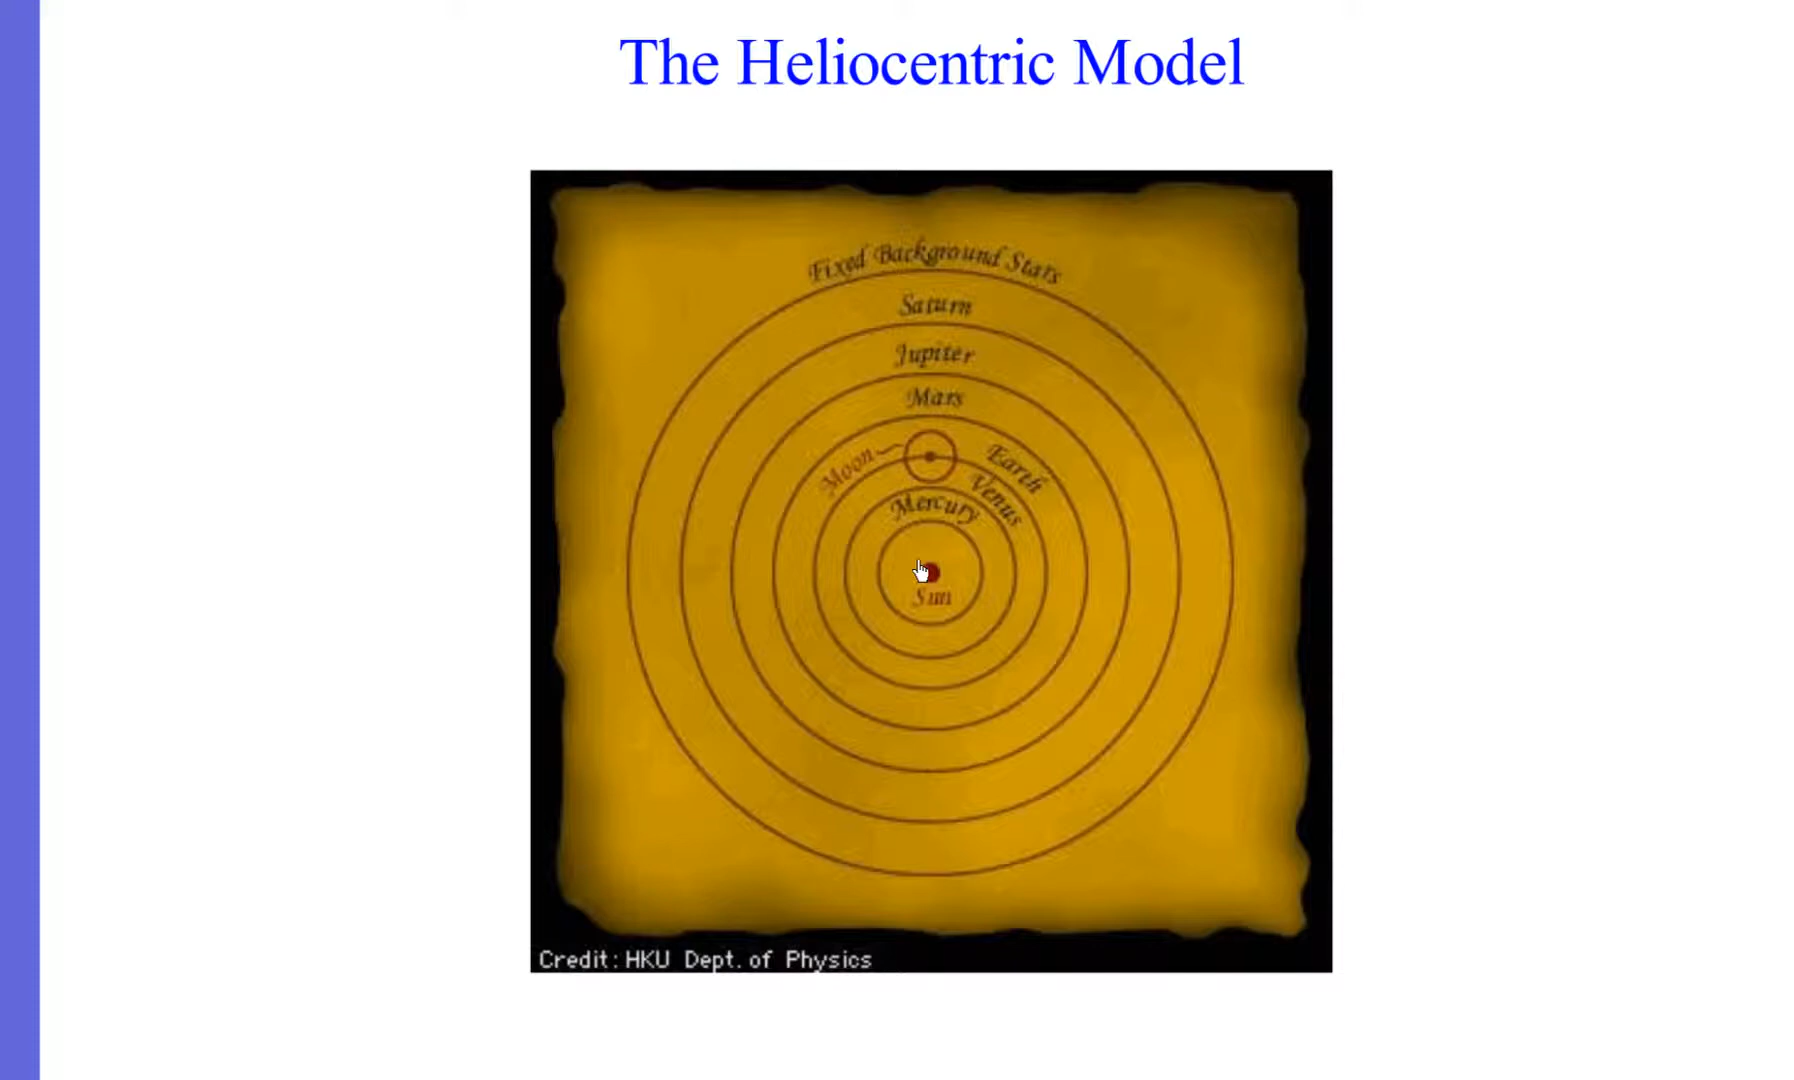 The Heliocentric Model
Fixed Background Stars
Saturn
Jupiter
Mars
Moon
Earth
Venus
Mercury
Sun
Credit: HKU Dept. of Physics